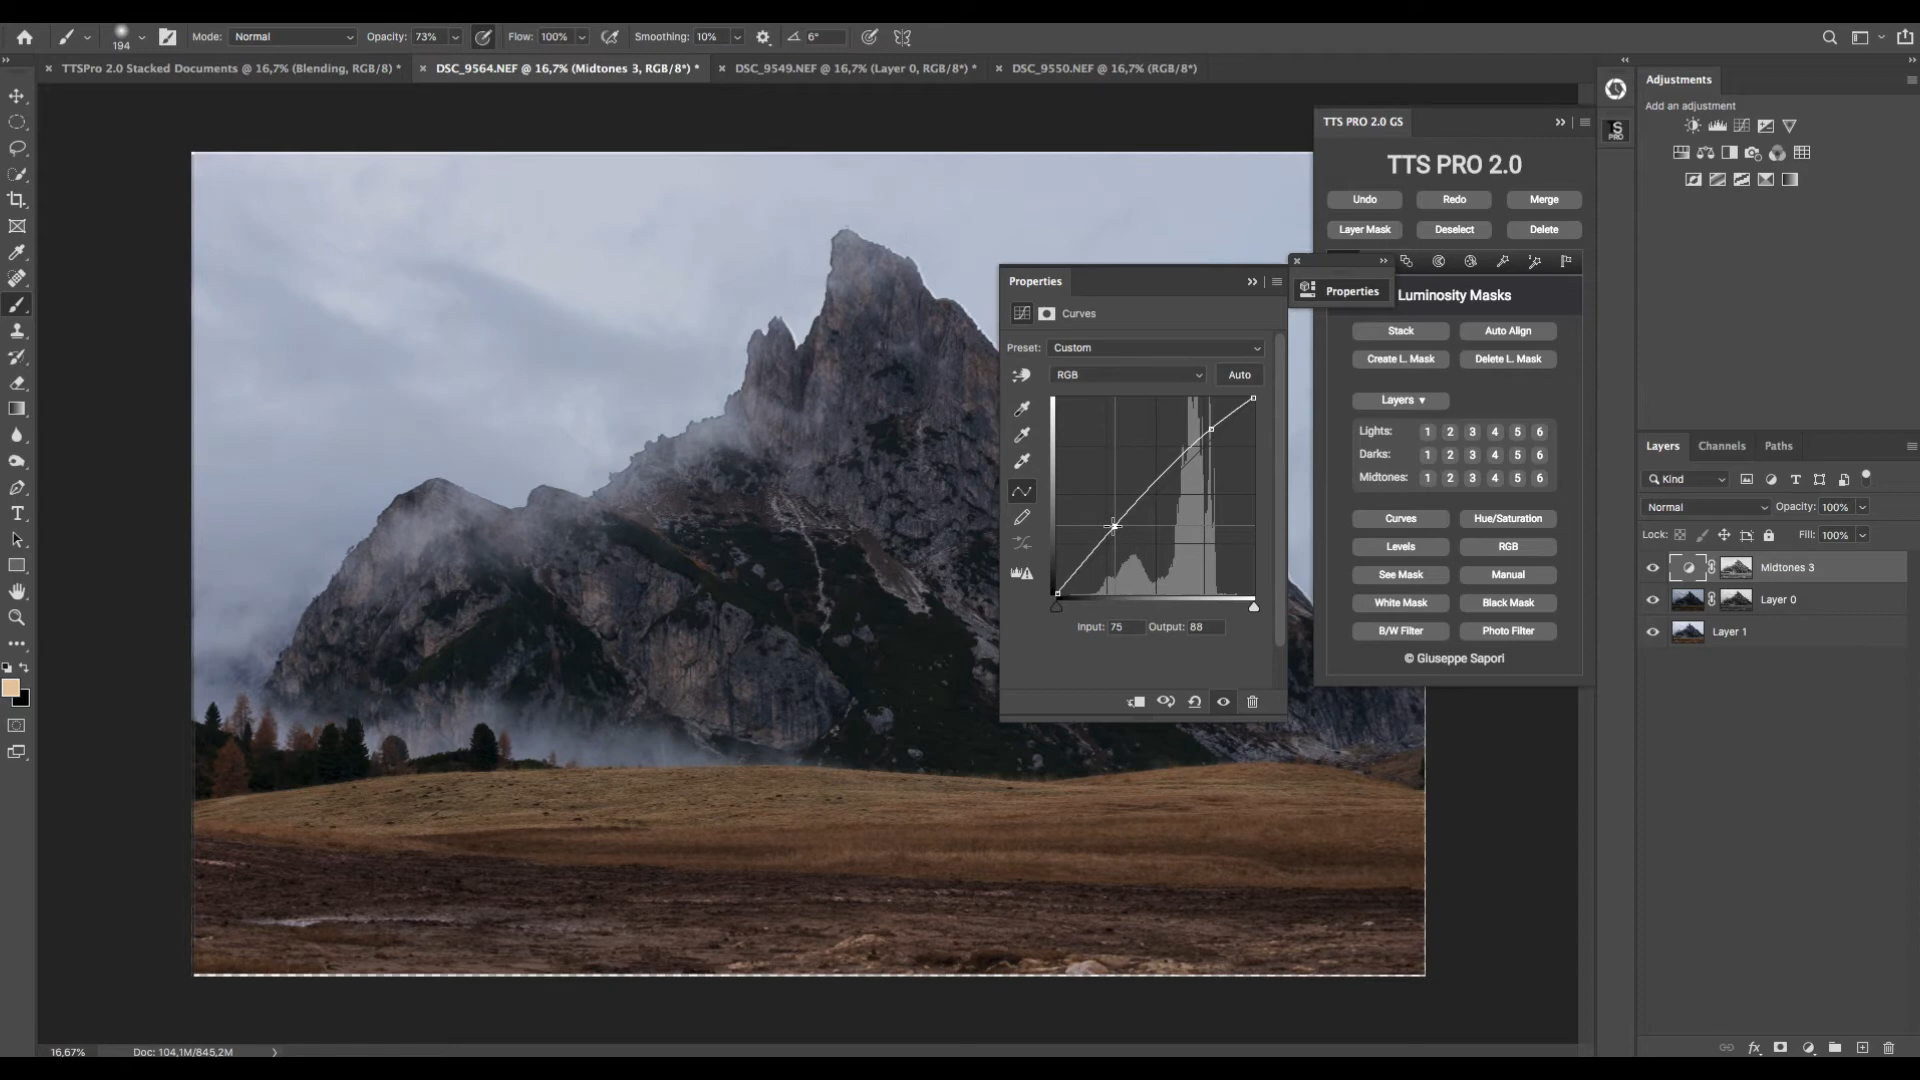 194
Mode: Normal
Opacity: 73%
Flow: 100%
Smoothing: 10%
6°
TTSPro 2.0 Stacked Documents @ 16,7% (Blending, RGB/8) *
DSC_9564.NEF @ 16,7% (Midtones 3, RGB/8*) *
DSC_9549.NEF @ 16,7% (Layer 0, RGB/8*) *
DSC_9550.NEF @ 16,7% (RGB/8*)
TTS PRO 2.0 GS
TTS PRO 2.0
Undo Redo Merge
Layer Mask Deselect Delete
Properties
Luminosity Masks
Stack Auto Align
Create L. Mask Delete L. Mask
Layers ▼
Lights: 1 2 3 4 5 6
Darks: 1 2 3 4 5 6
Midtones: 1 2 3 4 5 6
Curves Hue/Saturation
Levels RGB
See Mask Manual
White Mask Black Mask
B/W Filter Photo Filter
© Giuseppe Sapori
Properties
Curves
Preset: Custom
RGB Auto
Input: 75 Output: 88
S
PRO
Adjustments
Add an adjustment
Layers Channels Paths
Kind
Normal Opacity: 100%
Lock: Fill: 100%
Midtones 3
Layer 0
Layer 1
fx
16,67% Doc: 104,1M/845,2M